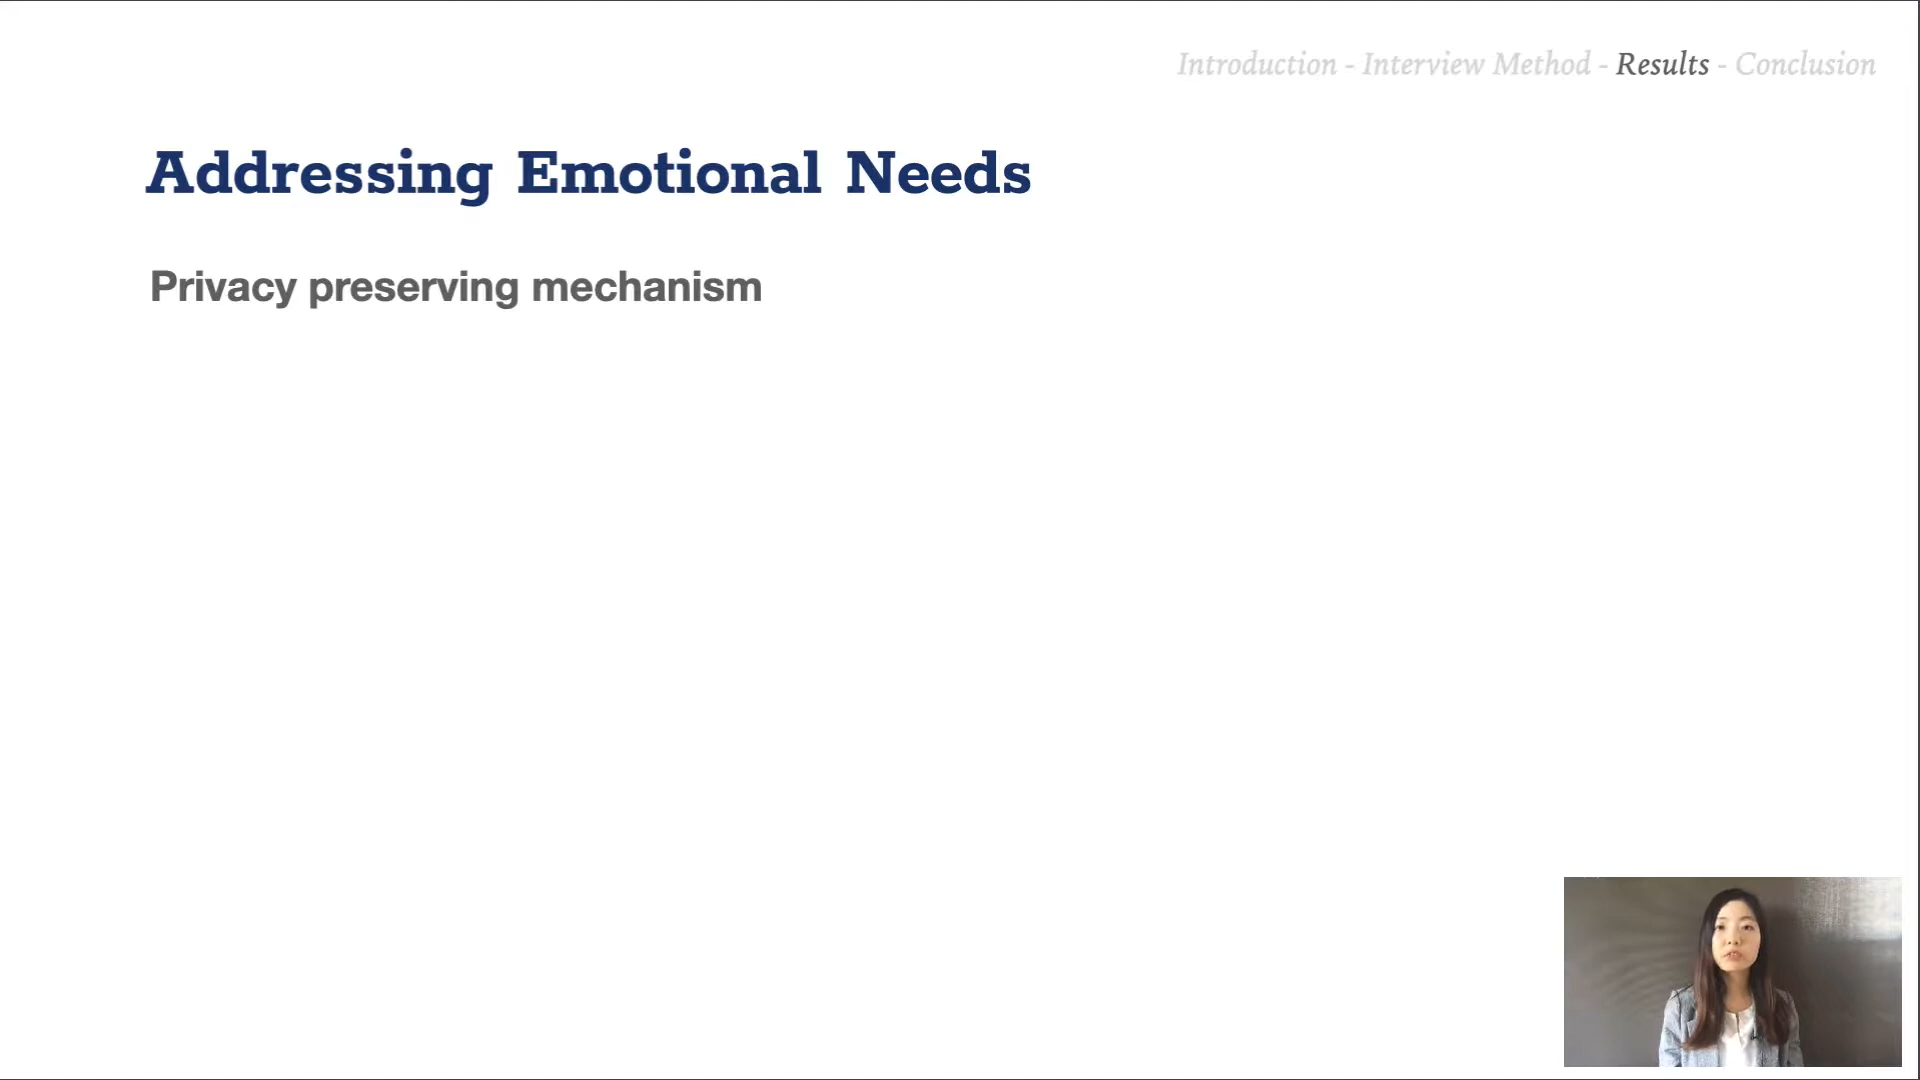 Introduction - Interview Method - Results - Conclusion
Addressing Emotional Needs
Privacy preserving mechanism